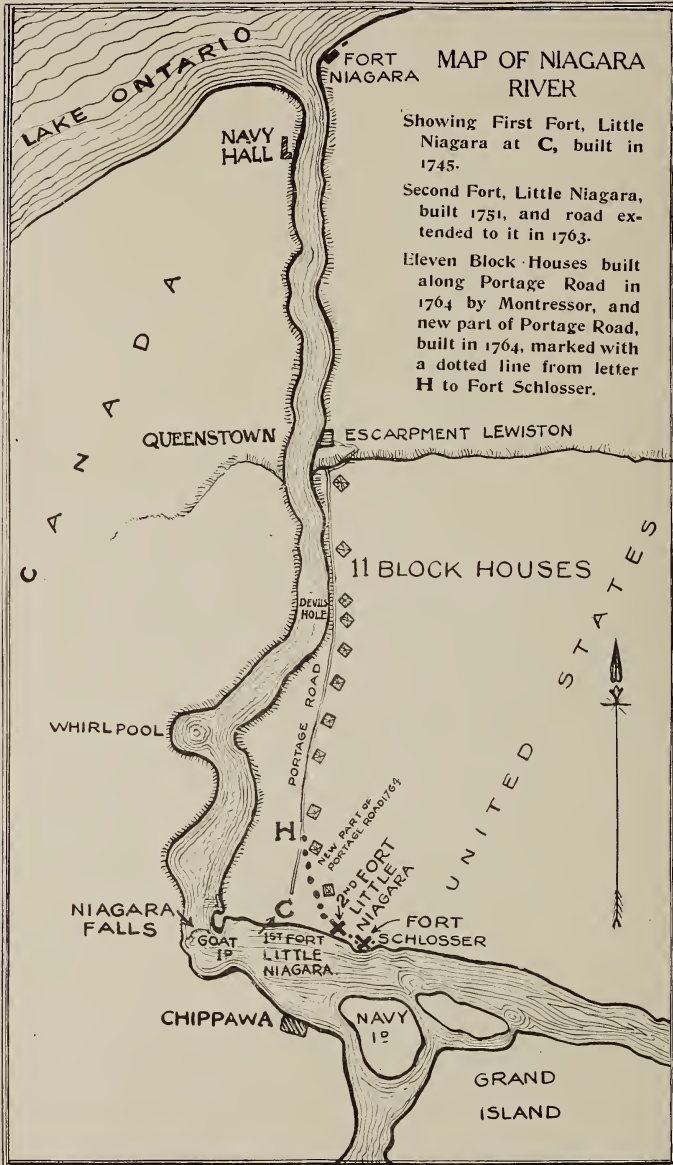 MAP OF NIAGARA
RIVER
Showing First Fort, Little
Niagara at C, built in
1745.
Second Fort, Little Niagara,
built 1751, and road ex-
tended to it in 1763.
Eleven Block Houses built
along Portage Road in
1764 by Montressor, and
new part of Portage Road,
built in 1764, marked with
a dotted line from letter
H to Fort Schlosser.
LAKE ONTARIO
FORT
NIAGARA
NAVY
HALL
CANADA
QUEENSTOWN
ESCARPMENT LEWISTON
11 BLOCK HOUSES
DEVILS
HOLE
UNITED STATES
PORTAGE ROAD
WHIRLPOOL
H
NEW PART OF
PORTAGE ROAD 1764
C
2ND FORT
LITTLE
NIAGARA
NIAGARA
FALLS
GOAT
ID
1ST FORT
LITTLE
NIAGARA.
FORT
SCHLOSSER
CHIPPAWA
NAVY
ID
GRAND
ISLAND